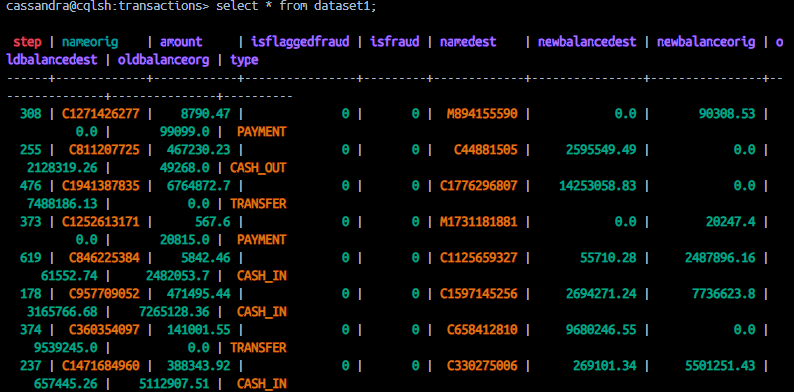 cassandra@cqlsh:transactions> select * from dataset1;
step | nameorig | amount | isflaggedfraud | isfraud | namedest | newbalancedest | newbalanceorig | o
ldbalancedest | oldbalanceorg | type
------+-------------+------------+----------------+---------+-------------+----------------+----------------+--
--------------+---------------+----------
308 | C1271426277 | 8790.47 | 0 | 0 | M894155590 | 0.0 | 90308.53 |
0.0 | 99099.0 | PAYMENT
255 | C811207725 | 467230.23 | 0 | 0 | C44881505 | 2595549.49 | 0.0 |
2128319.26 | 49268.0 | CASH_OUT
476 | C1941387835 | 6764872.7 | 0 | 0 | C1776296807 | 14253058.83 | 0.0 |
7488186.13 | 0.0 | TRANSFER
373 | C1252613171 | 567.6 | 0 | 0 | M1731181881 | 0.0 | 20247.4 |
0.0 | 20815.0 | PAYMENT
619 | C846225384 | 5842.46 | 0 | 0 | C1125659327 | 55710.28 | 2487896.16 |
61552.74 | 2482053.7 | CASH_IN
178 | C957709052 | 471495.44 | 0 | 0 | C1597145256 | 2694271.24 | 7736623.8 |
3165766.68 | 7265128.36 | CASH_IN
374 | C360354097 | 141001.55 | 0 | 0 | C658412810 | 9680246.55 | 0.0 |
9539245.0 | 0.0 | TRANSFER
237 | C1471684960 | 388343.92 | 0 | 0 | C330275006 | 269101.34 | 5501251.43 |
657445.26 | 5112907.51 | CASH_IN